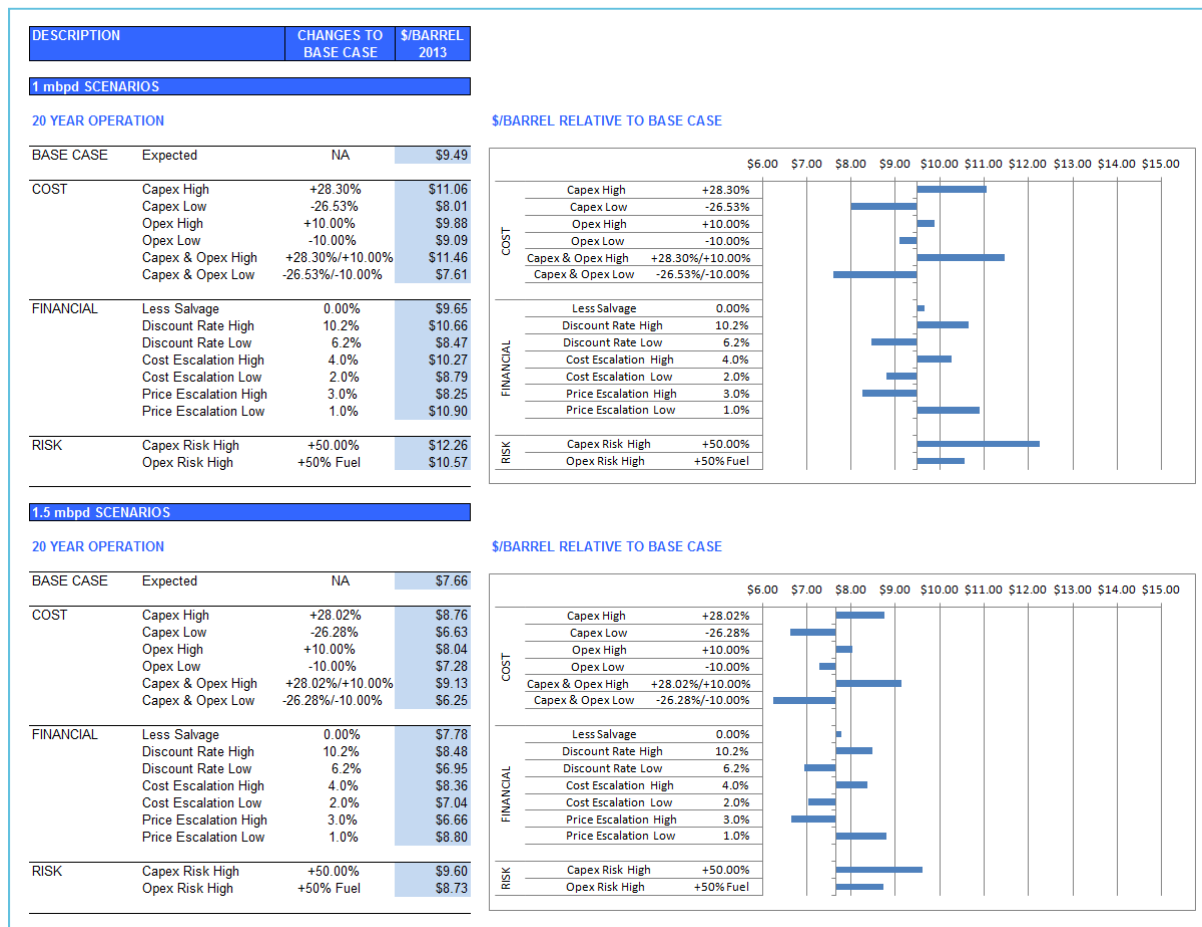 DESCRIPTION CHANGES TO $/BARREL
BASE CASE 2013
1 mbpd SCENARIOS
20 YEAR OPERATION $/BARREL RELATIVE TO BASE CASE
BASE CASE Expected NA $9.49
COST Capex High +28.30% $11.06
Capex Low -26.53% $8.01
Opex High +10.00% $9.88
Opex Low -10.00% $9.09
Capex & Opex High +28.30%/+10.00% $11.46
Capex & Opex Low -26.53%/-10.00% $7.61
FINANCIAL Less Salvage 0.00% $9.65
Discount Rate High 10.2% $10.66
Discount Rate Low 6.2% $8.47
Cost Escalation High 4.0% $10.27
Cost Escalation Low 2.0% $8.79
Price Escalation High 3.0% $8.25
Price Escalation Low 1.0% $10.90
RISK Capex Risk High +50.00% $12.26
Opex Risk High +50% Fuel $10.57
$6.00 $7.00 $8.00 $9.00 $10.00 $11.00 $12.00 $13.00 $14.00 $15.00
COST
Capex High +28.30%
Capex Low -26.53%
Opex High +10.00%
Opex Low -10.00%
Capex & Opex High +28.30%/+10.00%
Capex & Opex Low -26.53%/-10.00%
FINANCIAL
Less Salvage 0.00%
Discount Rate High 10.2%
Discount Rate Low 6.2%
Cost Escalation High 4.0%
Cost Escalation Low 2.0%
Price Escalation High 3.0%
Price Escalation Low 1.0%
RISK
Capex Risk High +50.00%
Opex Risk High +50% Fuel
1.5 mbpd SCENARIOS
20 YEAR OPERATION $/BARREL RELATIVE TO BASE CASE
BASE CASE Expected NA $7.66
COST Capex High +28.02% $8.76
Capex Low -26.28% $6.63
Opex High +10.00% $8.04
Opex Low -10.00% $7.28
Capex & Opex High +28.02%/+10.00% $9.13
Capex & Opex Low -26.28%/-10.00% $6.25
FINANCIAL Less Salvage 0.00% $7.78
Discount Rate High 10.2% $8.48
Discount Rate Low 6.2% $6.95
Cost Escalation High 4.0% $8.36
Cost Escalation Low 2.0% $7.04
Price Escalation High 3.0% $6.66
Price Escalation Low 1.0% $8.80
RISK Capex Risk High +50.00% $9.60
Opex Risk High +50% Fuel $8.73
$6.00 $7.00 $8.00 $9.00 $10.00 $11.00 $12.00 $13.00 $14.00 $15.00
COST
Capex High +28.02%
Capex Low -26.28%
Opex High +10.00%
Opex Low -10.00%
Capex & Opex High +28.02%/+10.00%
Capex & Opex Low -26.28%/-10.00%
FINANCIAL
Less Salvage 0.00%
Discount Rate High 10.2%
Discount Rate Low 6.2%
Cost Escalation High 4.0%
Cost Escalation Low 2.0%
Price Escalation High 3.0%
Price Escalation Low 1.0%
RISK
Capex Risk High +50.00%
Opex Risk High +50% Fuel